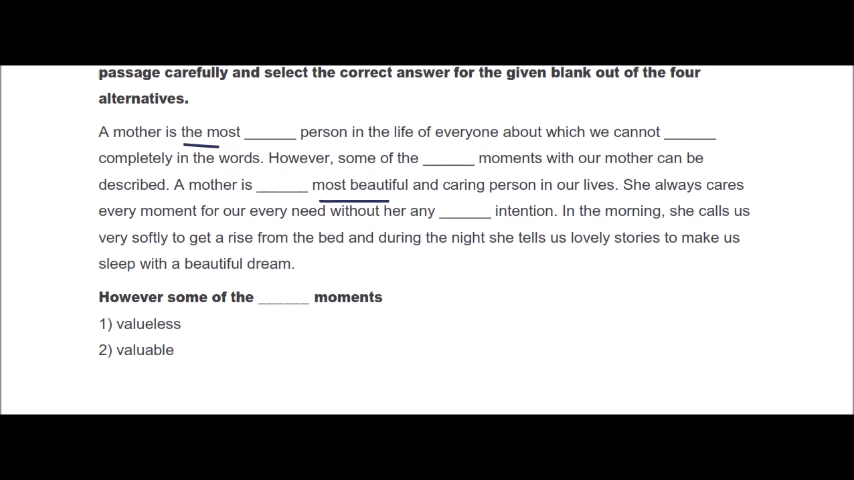 passage carefully and select the correct answer for the given blank out of the four
alternatives.
A mother is the most ______ person in the life of everyone about which we cannot ______
completely in the words. However, some of the ______ moments with our mother can be
described. A mother is ______ most beautiful and caring person in our lives. She always cares
every moment for our every need without her any ______ intention. In the morning, she calls us
very softly to get a rise from the bed and during the night she tells us lovely stories to make us
sleep with a beautiful dream.
However some of the ______ moments
1) valueless
2) valuable